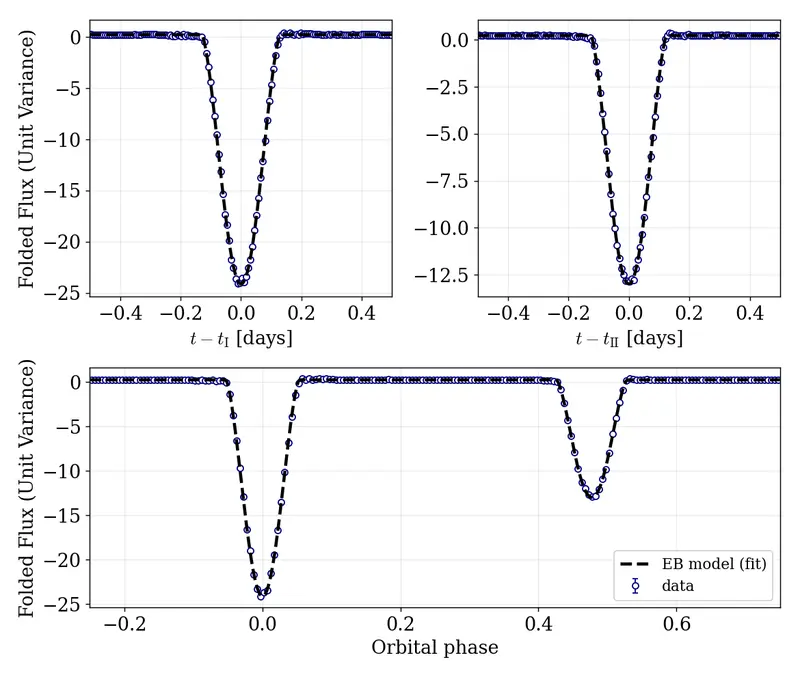 Folded Flux (Unit Variance)
0
−5
−10
−15
−20
−25
−0.4 −0.2 0.0 0.2 0.4
t − tI [days]
0.0
−2.5
−5.0
−7.5
−10.0
−12.5
−0.4 −0.2 0.0 0.2 0.4
t − tII [days]
Folded Flux (Unit Variance)
0
−5
−10
−15
−20
−25
−0.2 0.0 0.2 0.4 0.6
Orbital phase
EB model (fit)
data